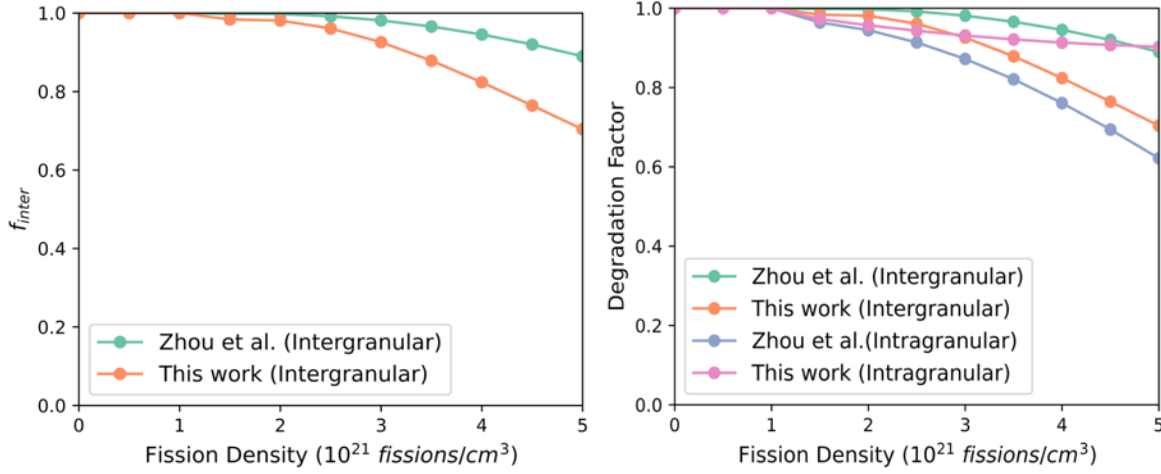 1.0
0.8
0.6
0.4
0.2
0.0
f_inter
Zhou et al. (Intergranular)
This work (Intergranular)
0 1 2 3 4 5
Fission Density (10^21 fissions/cm^3)
1.0
0.8
0.6
0.4
0.2
0.0
Degradation Factor
Zhou et al. (Intergranular)
This work (Intergranular)
Zhou et al.(Intragranular)
This work (Intragranular)
0 1 2 3 4 5
Fission Density (10^21 fissions/cm^3)